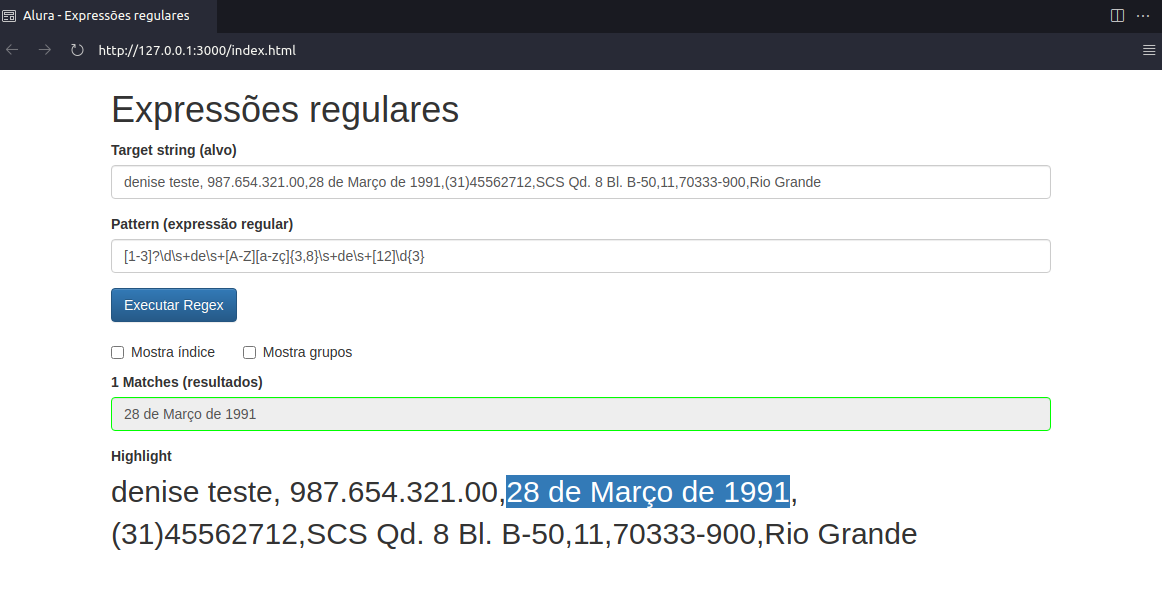 Alura - Expressões regulares
http://127.0.0.1:3000/index.html
Expressões regulares
Target string (alvo)
denise teste, 987.654.321.00,28 de Março de 1991,(31)45562712,SCS Qd. 8 Bl. B-50,11,70333-900,Rio Grande
Pattern (expressão regular)
[1-3]?\d\s+de\s+[A-Z][a-zç]{3,8}\s+de\s+[12]\d{3}
Executar Regex
Mostra índice Mostra grupos
1 Matches (resultados)
28 de Março de 1991
Highlight
denise teste, 987.654.321.00,28 de Março de 1991,
(31)45562712,SCS Qd. 8 Bl. B-50,11,70333-900,Rio Grande